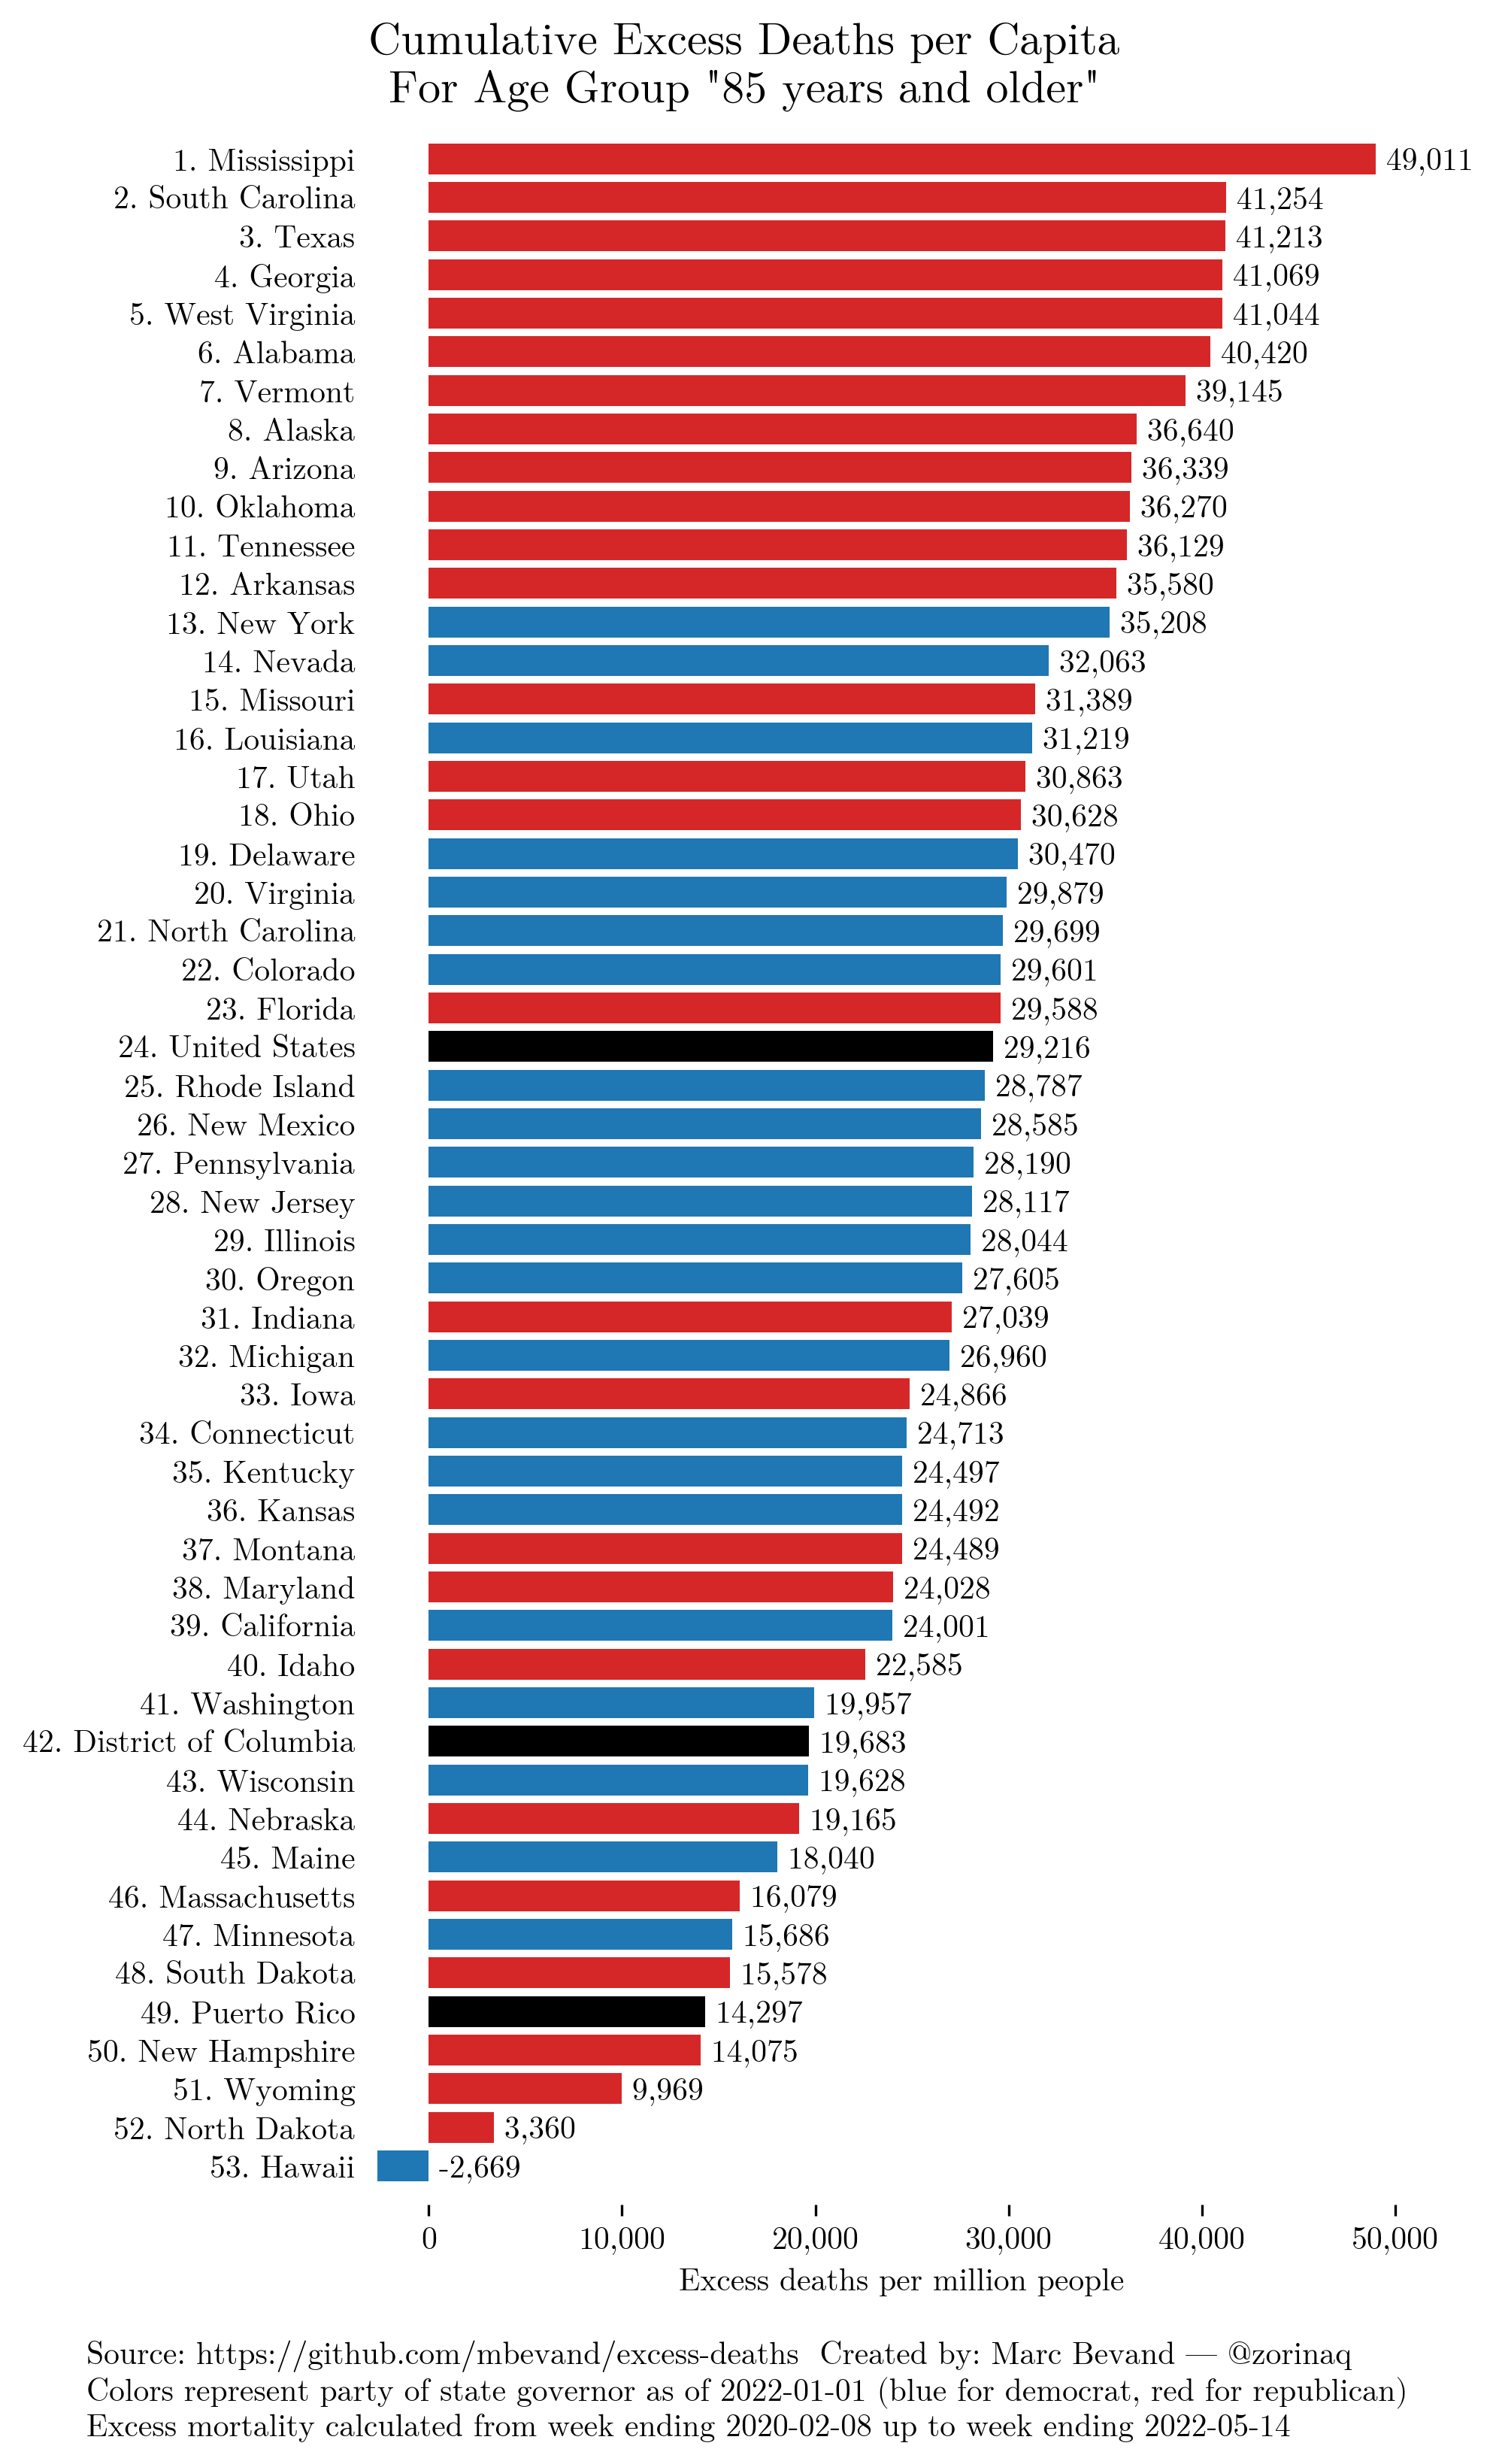 Cumulative Excess Deaths per Capita
For Age Group "85 years and older"
1. Mississippi 49,011
2. South Carolina 41,254
3. Texas 41,213
4. Georgia 41,069
5. West Virginia 41,044
6. Alabama 40,420
7. Vermont 39,145
8. Alaska 36,640
9. Arizona 36,339
10. Oklahoma 36,270
11. Tennessee 36,129
12. Arkansas 35,580
13. New York 35,208
14. Nevada 32,063
15. Missouri 31,389
16. Louisiana 31,219
17. Utah 30,863
18. Ohio 30,628
19. Delaware 30,470
20. Virginia 29,879
21. North Carolina 29,699
22. Colorado 29,601
23. Florida 29,588
24. United States 29,216
25. Rhode Island 28,787
26. New Mexico 28,585
27. Pennsylvania 28,190
28. New Jersey 28,117
29. Illinois 28,044
30. Oregon 27,605
31. Indiana 27,039
32. Michigan 26,960
33. Iowa 24,866
34. Connecticut 24,713
35. Kentucky 24,497
36. Kansas 24,492
37. Montana 24,489
38. Maryland 24,028
39. California 24,001
40. Idaho 22,585
41. Washington 19,957
42. District of Columbia 19,683
43. Wisconsin 19,628
44. Nebraska 19,165
45. Maine 18,040
46. Massachusetts 16,079
47. Minnesota 15,686
48. South Dakota 15,578
49. Puerto Rico 14,297
50. New Hampshire 14,075
51. Wyoming 9,969
52. North Dakota 3,360
53. Hawaii -2,669
0 10,000 20,000 30,000 40,000 50,000
Excess deaths per million people
Source: https://github.com/mbevand/excess-deaths Created by: Marc Bevand — @zorinaq
Colors represent party of state governor as of 2022-01-01 (blue for democrat, red for republican)
Excess mortality calculated from week ending 2020-02-08 up to week ending 2022-05-14